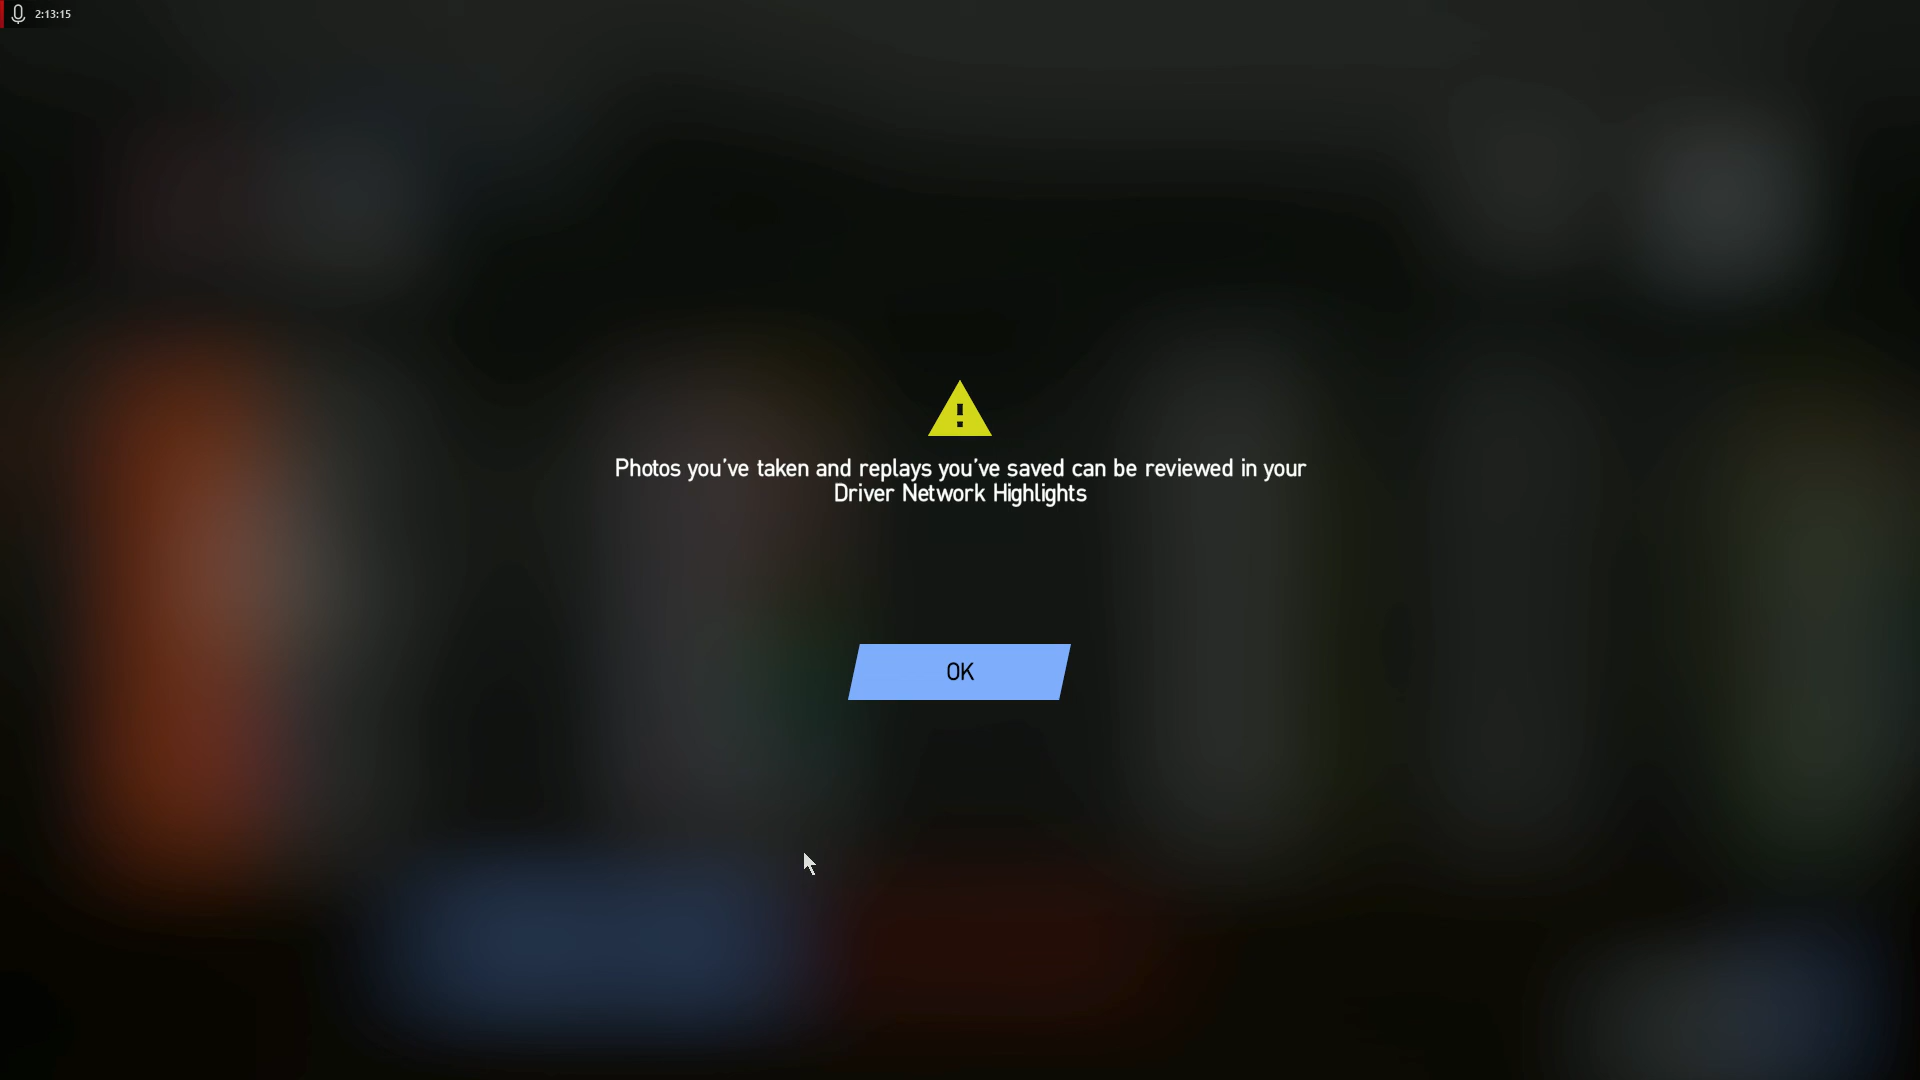 2:13:15
Photos you've taken and replays you've saved can be reviewed in your
Driver Network Highlights
OK